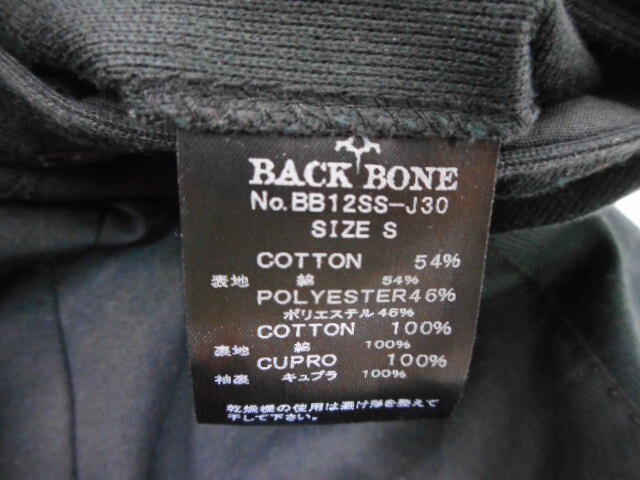 BACK BONE
No.BB12SS-J30
SIZE S
COTTON 54%
表地 綿 54%
POLYESTER46%
ポリエステル 46%
COTTON 100%
裏地 綿 100%
CUPRO 100%
袖裏 キュプラ 100%
乾燥機の使用は避け形を整えて
干して下さい。